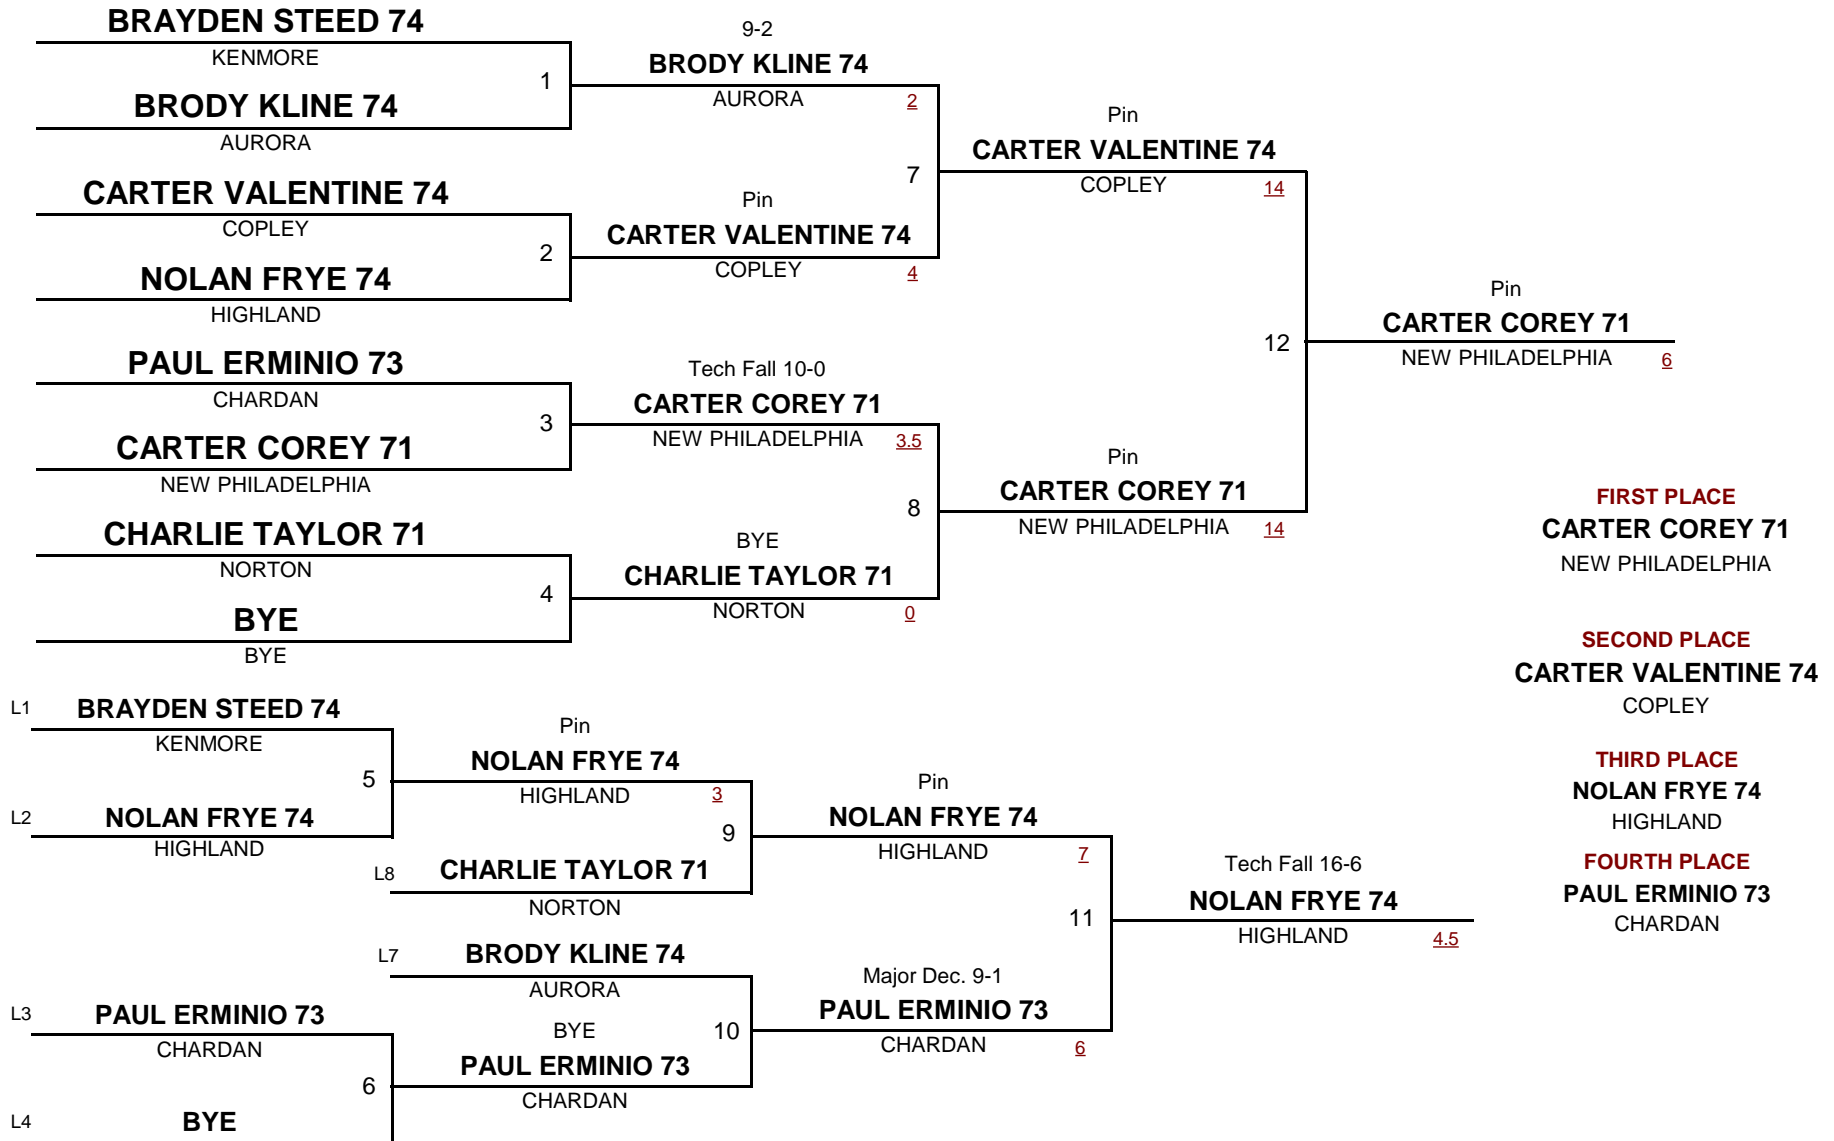 BRAYDEN STEED 74
KENMORE
1
BRODY KLINE 74
AURORA
CARTER VALENTINE 74
COPLEY
2
NOLAN FRYE 74
HIGHLAND
PAUL ERMINIO 73
CHARDAN
3
CARTER COREY 71
NEW PHILADELPHIA
CHARLIE TAYLOR 71
NORTON
4
BYE
BYE
9-2
BRODY KLINE 74
AURORA 2
7
Pin
CARTER VALENTINE 74
COPLEY 4
Tech Fall 10-0
CARTER COREY 71
NEW PHILADELPHIA 3.5
8
BYE
CHARLIE TAYLOR 71
NORTON 0
Pin
CARTER VALENTINE 74
COPLEY 14
12
Pin
CARTER COREY 71
NEW PHILADELPHIA 14
Pin
CARTER COREY 71
NEW PHILADELPHIA 6
FIRST PLACE
CARTER COREY 71
NEW PHILADELPHIA
SECOND PLACE
CARTER VALENTINE 74
COPLEY
THIRD PLACE
NOLAN FRYE 74
HIGHLAND
FOURTH PLACE
PAUL ERMINIO 73
CHARDAN
L1 BRAYDEN STEED 74
KENMORE
5
L2 NOLAN FRYE 74
HIGHLAND
L3 PAUL ERMINIO 73
CHARDAN
6
L4 BYE
Pin
NOLAN FRYE 74
HIGHLAND 3
9
L8 CHARLIE TAYLOR 71
NORTON
L7 BRODY KLINE 74
AURORA
10
BYE
PAUL ERMINIO 73
CHARDAN
Pin
NOLAN FRYE 74
HIGHLAND 7
11
Major Dec. 9-1
PAUL ERMINIO 73
CHARDAN 6
Tech Fall 16-6
NOLAN FRYE 74
HIGHLAND 4.5